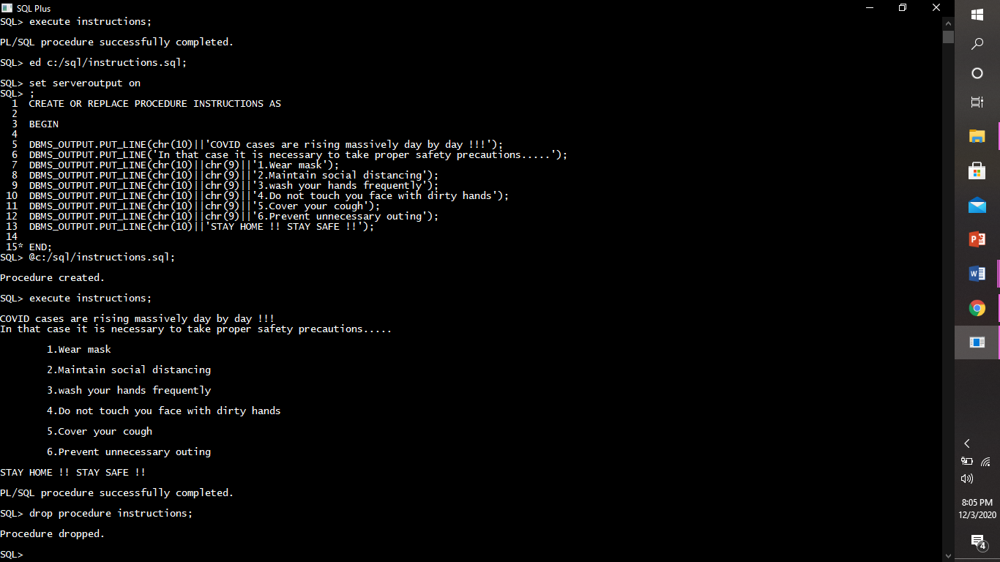 SQL Plus
SQL> execute instructions;
PL/SQL procedure successfully completed.
SQL> ed c:/sql/instructions.sql;
SQL> set serveroutput on
SQL> ;
1 CREATE OR REPLACE PROCEDURE INSTRUCTIONS AS
2
3 BEGIN
4
5 DBMS_OUTPUT.PUT_LINE(chr(10)||'COVID cases are rising massively day by day !!!');
6 DBMS_OUTPUT.PUT_LINE('In that case it is necessary to take proper safety precautions.....');
7 DBMS_OUTPUT.PUT_LINE(chr(10)||chr(9)||'1.Wear mask');
8 DBMS_OUTPUT.PUT_LINE(chr(10)||chr(9)||'2.Maintain social distancing');
9 DBMS_OUTPUT.PUT_LINE(chr(10)||chr(9)||'3.wash your hands frequently');
10 DBMS_OUTPUT.PUT_LINE(chr(10)||chr(9)||'4.Do not touch you face with dirty hands');
11 DBMS_OUTPUT.PUT_LINE(chr(10)||chr(9)||'5.Cover your cough');
12 DBMS_OUTPUT.PUT_LINE(chr(10)||chr(9)||'6.Prevent unnecessary outing');
13 DBMS_OUTPUT.PUT_LINE(chr(10)||'STAY HOME !! STAY SAFE !!');
14
15* END;
SQL> @c:/sql/instructions.sql;
Procedure created.
SQL> execute instructions;
COVID cases are rising massively day by day !!!
In that case it is necessary to take proper safety precautions.....
1.Wear mask
2.Maintain social distancing
3.wash your hands frequently
4.Do not touch you face with dirty hands
5.Cover your cough
6.Prevent unnecessary outing
STAY HOME !! STAY SAFE !!
PL/SQL procedure successfully completed.
SQL> drop procedure instructions;
Procedure dropped.
SQL>
P
W
8:05 PM
12/3/2020
4